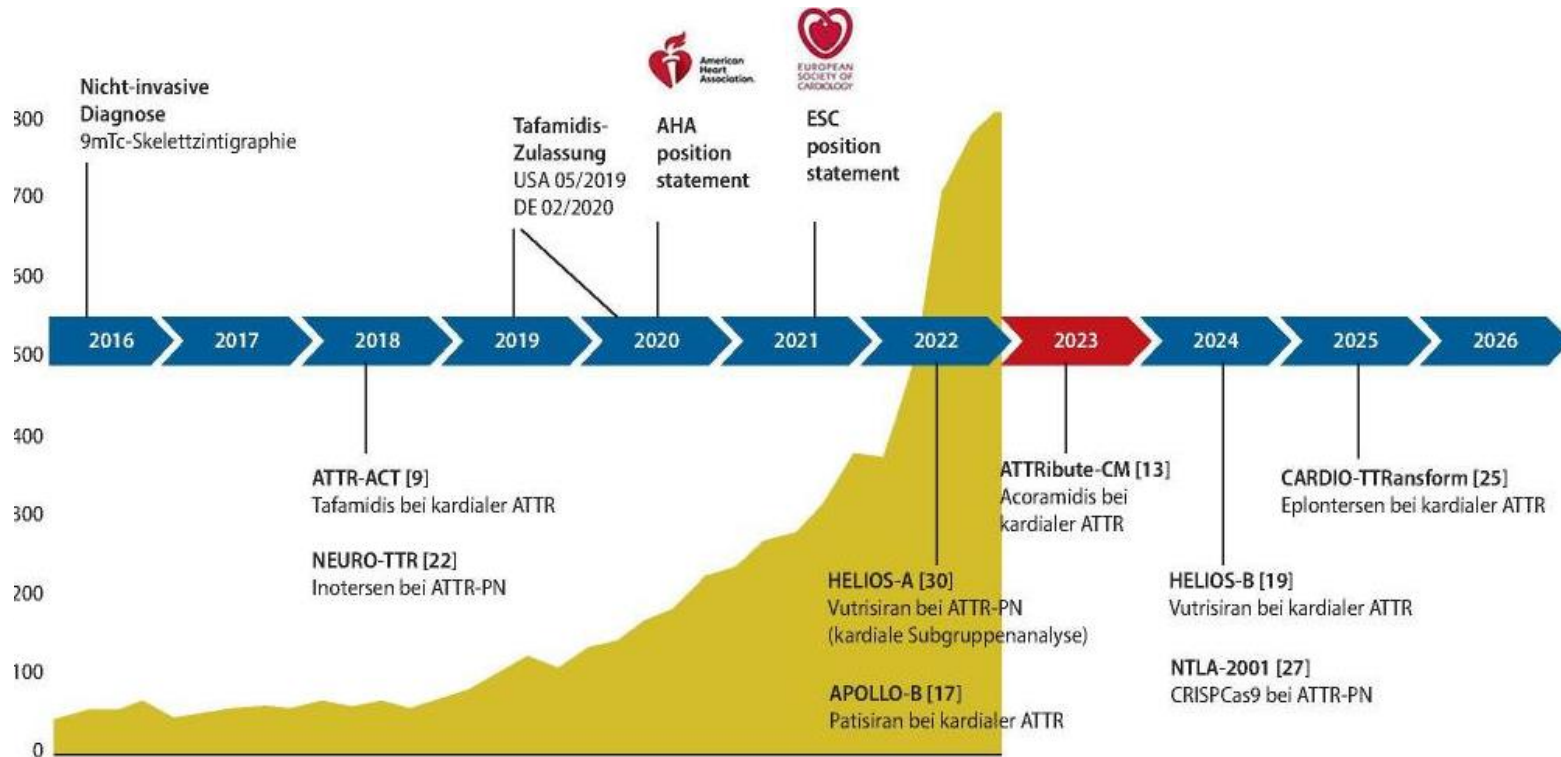 American
Heart
Association.
EUROPEAN
SOCIETY OF
CARDIOLOGY
Nicht-invasive
Diagnose
9mTc-Skelettzintigraphie
Tafamidis-
Zulassung
USA 05/2019
DE 02/2020
AHA
position
statement
ESC
position
statement
800
700
600
500
400
300
200
100
0
2016
2017
2018
2019
2020
2021
2022
2023
2024
2025
2026
ATTR-ACT [9]
Tafamidis bei kardialer ATTR
NEURO-TTR [22]
Inotersen bei ATTR-PN
HELIOS-A [30]
Vutrisiran bei ATTR-PN
(kardiale Subgruppenanalyse)
APOLLO-B [17]
Patisiran bei kardialer ATTR
ATTRibute-CM [13]
Acoramidis bei
kardialer ATTR
HELIOS-B [19]
Vutrisiran bei kardialer ATTR
NTLA-2001 [27]
CRISPCas9 bei ATTR-PN
CARDIO-TTRansform [25]
Eplontersen bei kardialer ATTR